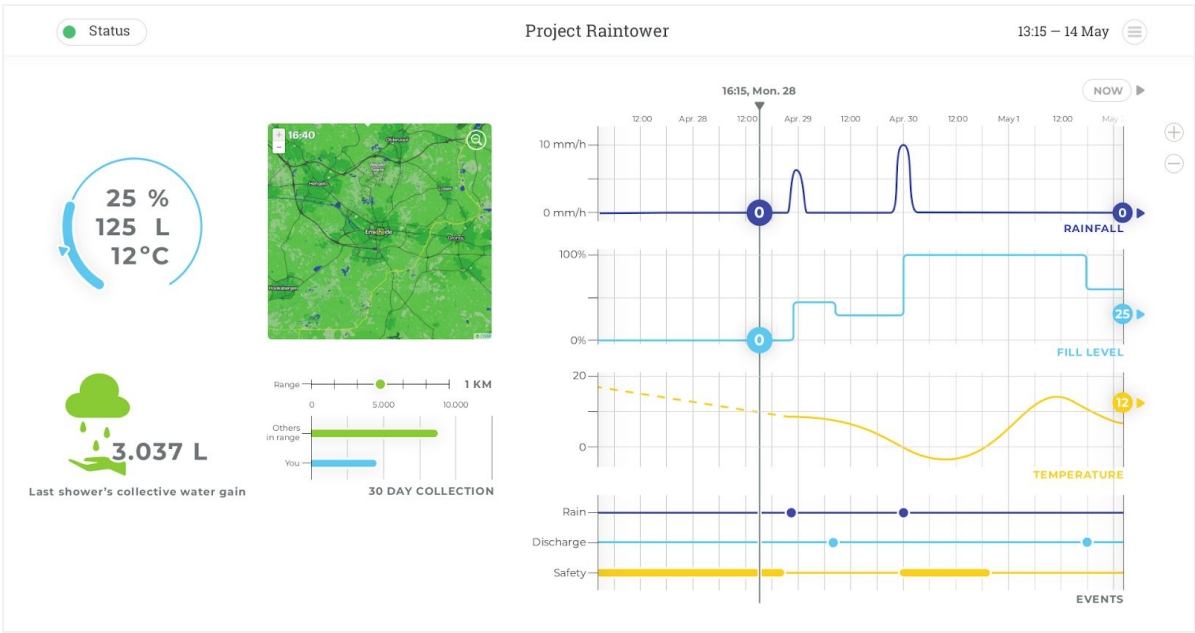 Status
Project Raintower
13:15 — 14 May
16:15, Mon. 28
NOW
12:00 Apr. 28 12:00 Apr. 29 12:00 Apr. 30 12:00 May 1 12:00 May
16:40
+
-
Hengelo
Enschede
Gronau
Haaksbergen
25 %
125 L
12°C
10 mm/h
0 mm/h
0
0
RAINFALL
100%
0%
0
25
FILL LEVEL
20
0
12
TEMPERATURE
3.037 L
Last shower's collective water gain
Range
1 KM
0 5.000 10.000
Others
in range
You
30 DAY COLLECTION
Rain
Discharge
Safety
EVENTS